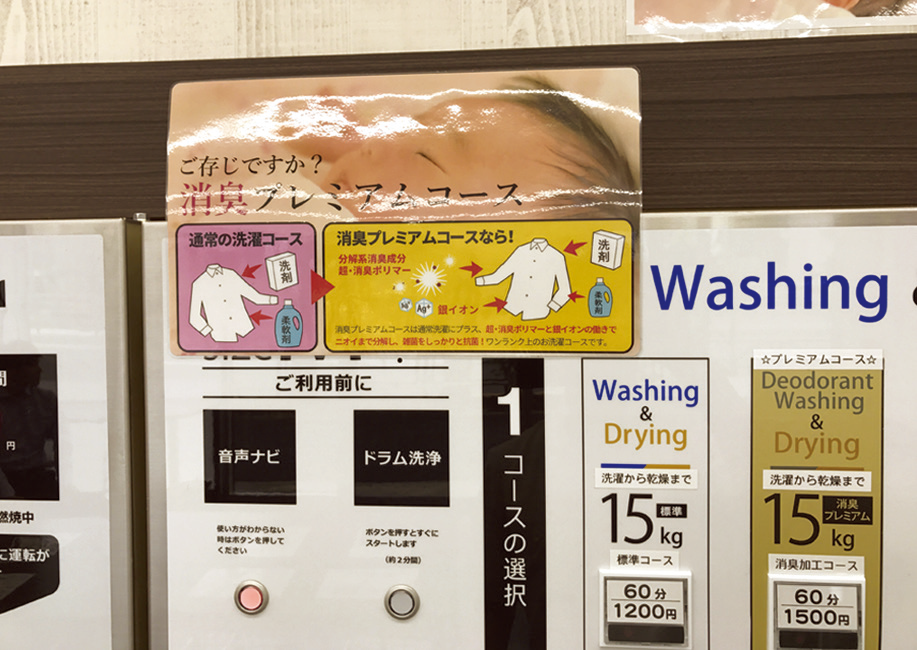 ご存じですか?
消臭プレミアムコース
通常の洗濯コース
洗剤
柔軟剤
消臭プレミアムコースなら!
分解系消臭成分
超・消臭ポリマー
洗剤
柔軟剤
Ag+
Ag+
銀イオン
消臭プレミアムコースは通常洗濯にプラス、超・消臭ポリマーと銀イオンの働きで
ニオイまで分解し、雑菌をしっかりと抗菌!ワンランク上のお洗濯コースです。
Washing
円
燃焼中
に運転が
ご利用前に
音声ナビ
ドラム洗浄
使い方がわからない
時はボタンを押して
ください
ボタンを押すとすぐに
スタートします
(約2分間)
1
コースの選択
Washing
&
Drying
洗濯から乾燥まで
15kg
標準
標準コース
60分
1200円
☆プレミアムコース☆
Deodorant
Washing
&
Drying
洗濯から乾燥まで
15kg
消臭
プレミアム
消臭加工コース
60分
1500円